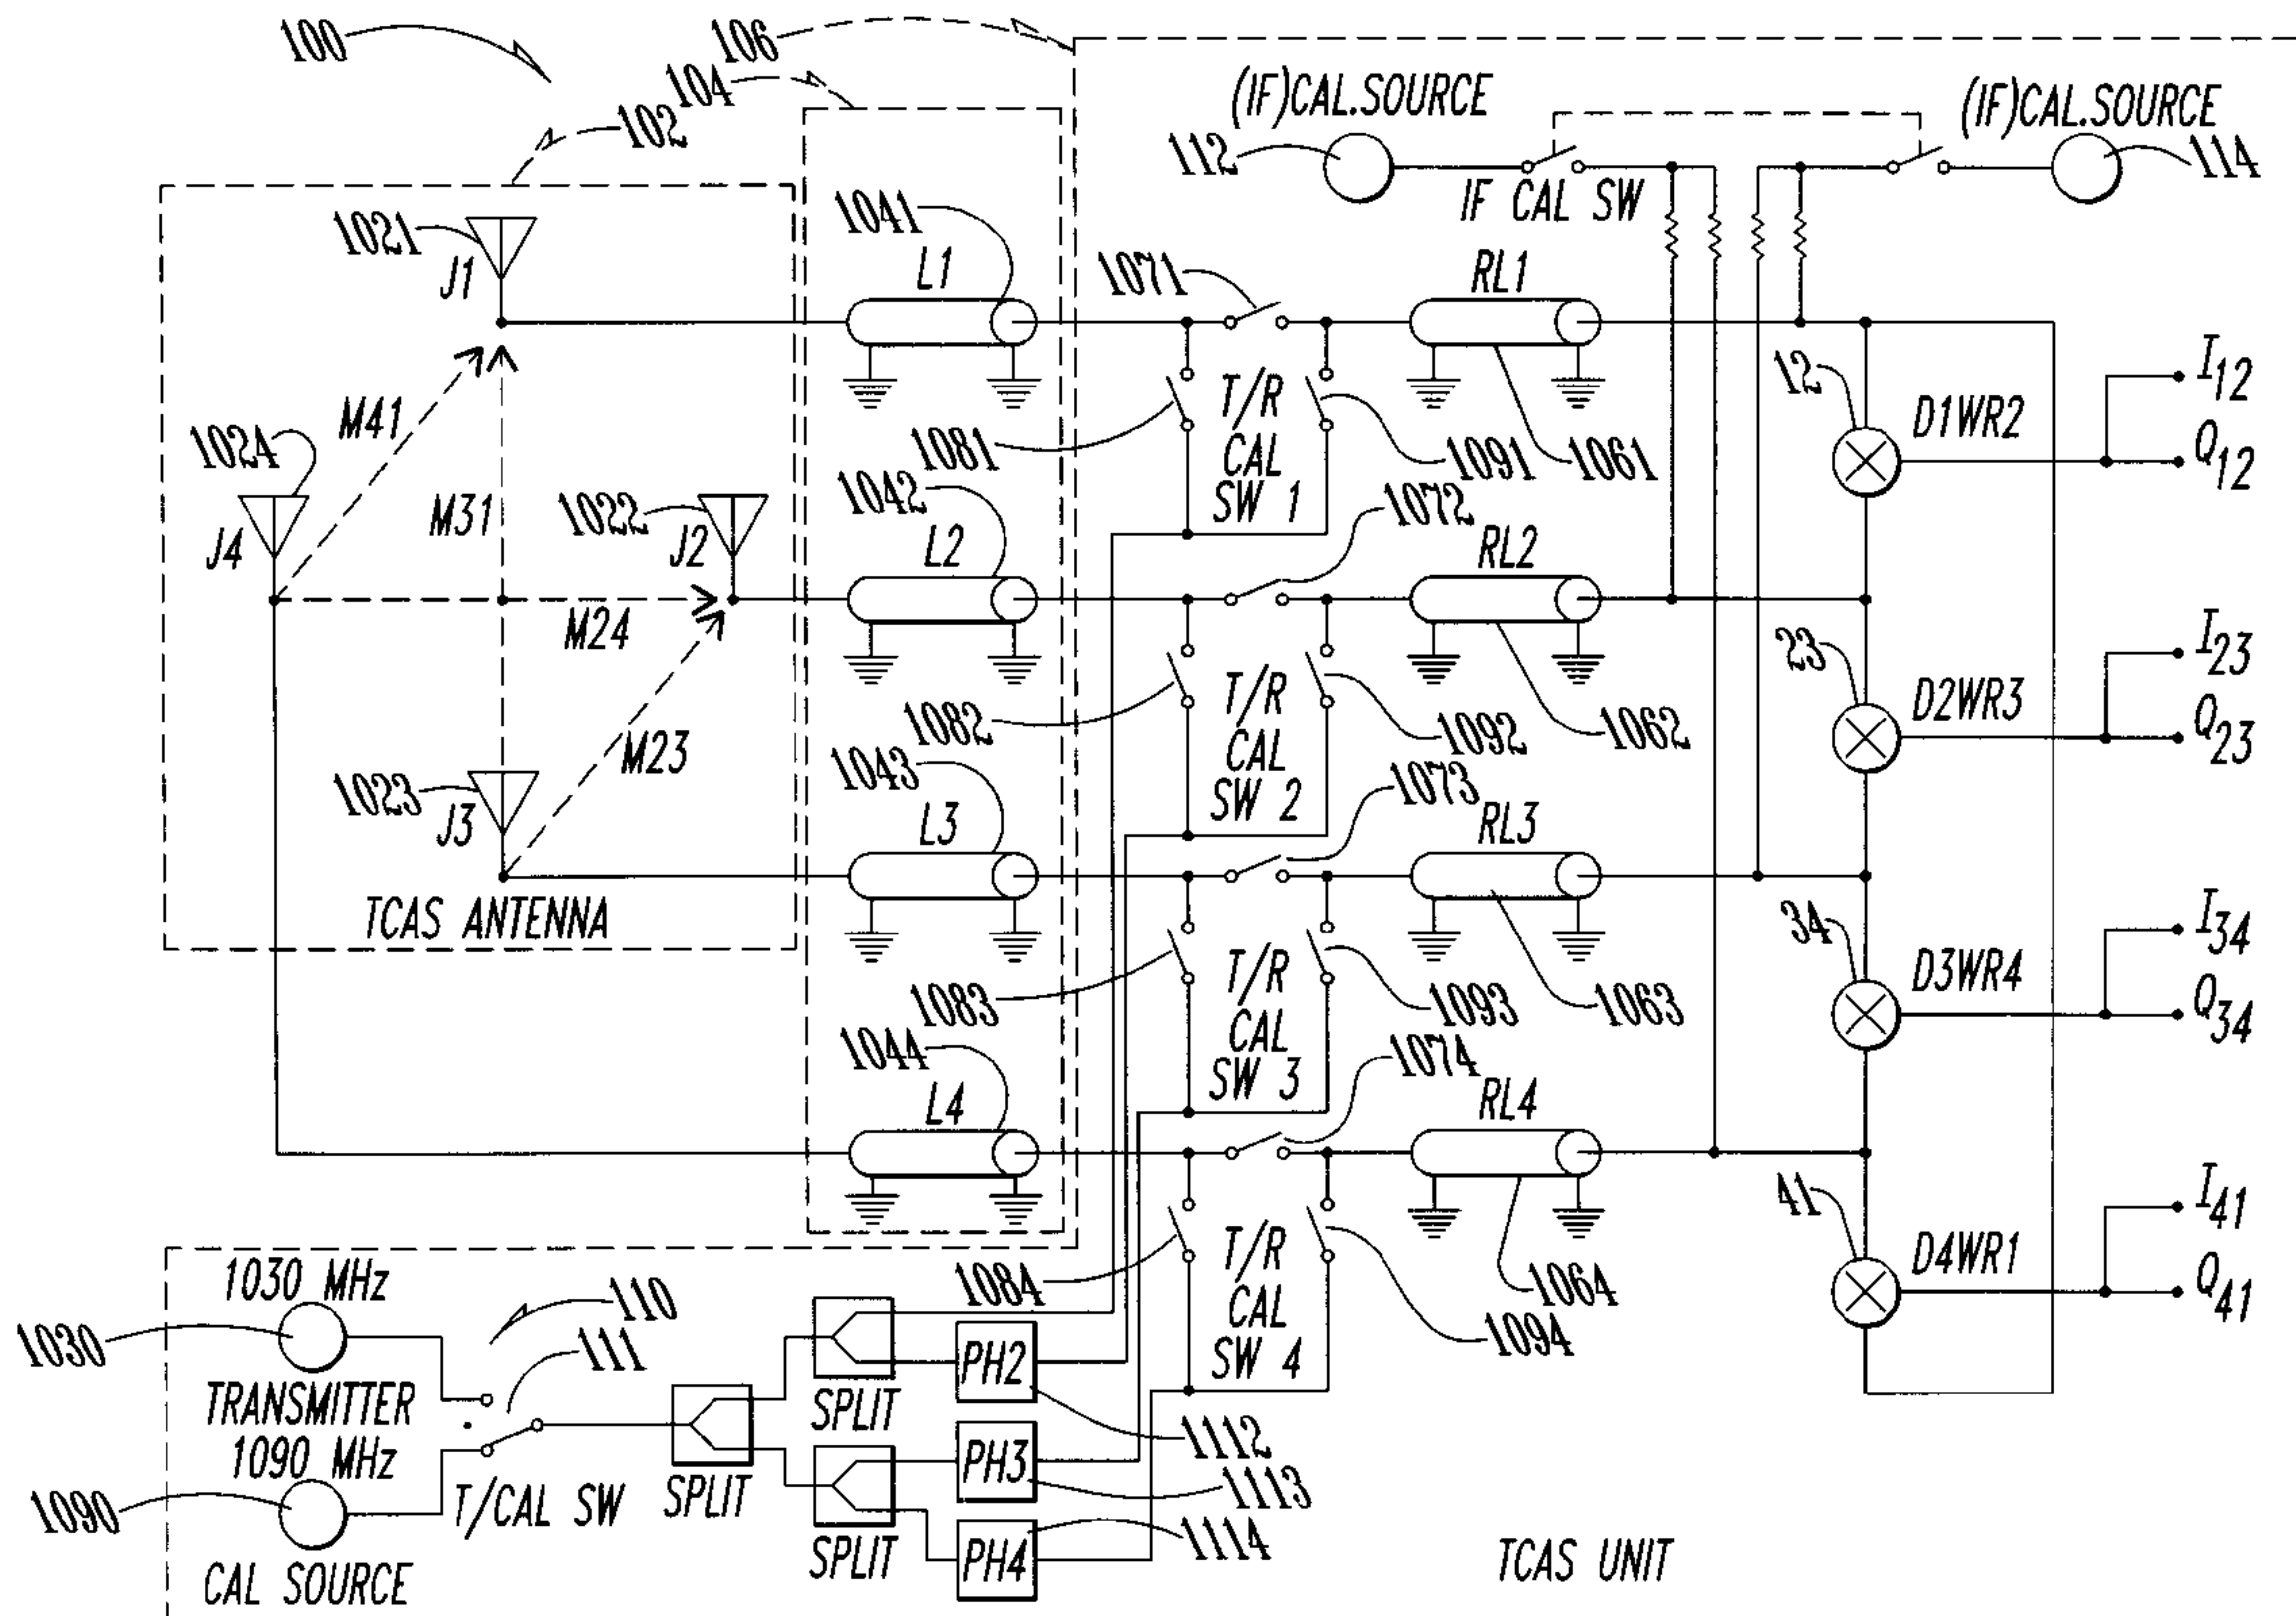 100
106
104
102
(IF)CAL.SOURCE
(IF)CAL.SOURCE
112
114
IF CAL SW
1021
J1
1041
L1
1071
RL1
12
I12
D1WR2
Q12
M41
1024
J4
M31
1022
J2
1081
T/R
CAL
SW 1
1091
1061
1042
L2
1072
RL2
M24
23
I23
D2WR3
Q23
1082
T/R
CAL
SW 2
1092
1062
M23
1023
J3
1043
L3
1073
RL3
TCAS ANTENNA
34
I34
D3WR4
Q34
1083
T/R
CAL
SW 3
1093
1063
1044
L4
1074
RL4
41
I41
D4WR1
Q41
1084
T/R
CAL
SW 4
1094
1064
1030 MHz
1030
TRANSMITTER
110
111
1090 MHz
1090
CAL SOURCE
T/CAL SW
SPLIT
SPLIT
SPLIT
PH2
PH3
PH4
1112
1113
1114
TCAS UNIT